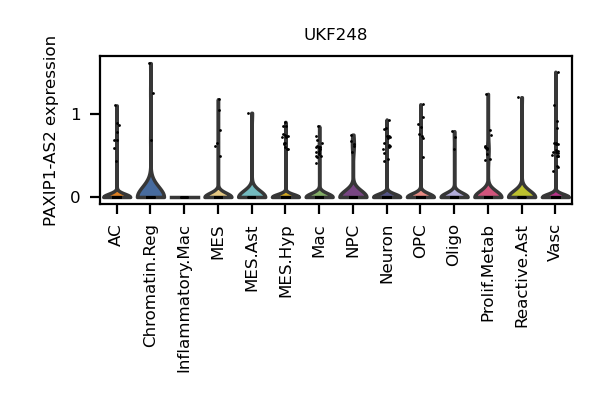 UKF248
PAXIP1-AS2 expression
1
0
AC
Chromatin.Reg
Inflammatory.Mac
MES
MES.Ast
MES.Hyp
Mac
NPC
Neuron
OPC
Oligo
Prolif.Metab
Reactive.Ast
Vasc